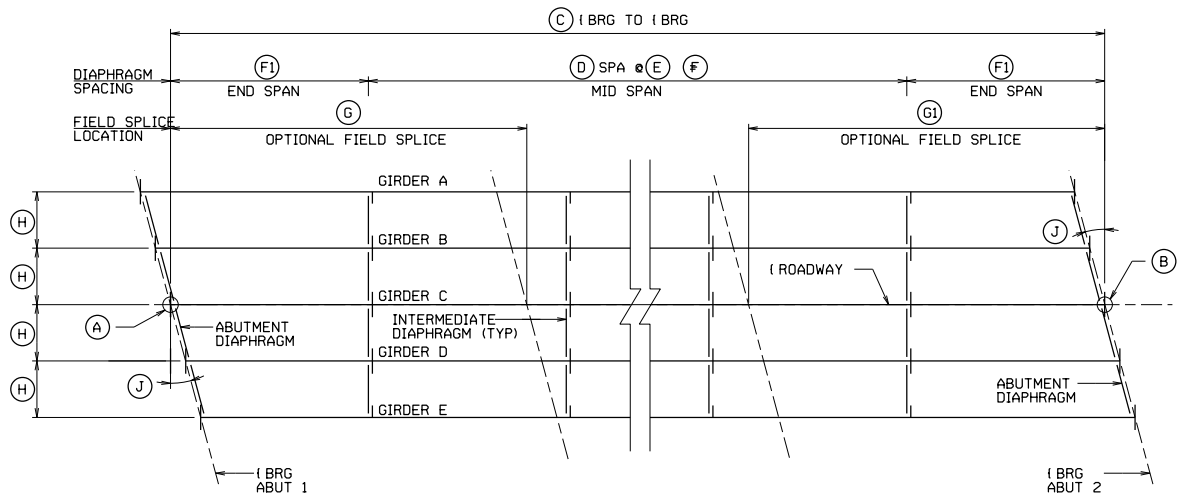 C ℄ BRG TO ℄ BRG
DIAPHRAGM
SPACING
F1
END SPAN
D SPA @ E F
MID SPAN
F1
END SPAN
FIELD SPLICE
LOCATION
G
OPTIONAL FIELD SPLICE
G1
OPTIONAL FIELD SPLICE
GIRDER A
H
GIRDER B
J
H
℄ ROADWAY
B
GIRDER C
A
ABUTMENT
DIAPHRAGM
INTERMEDIATE
DIAPHRAGM (TYP)
H
GIRDER D
J
H
ABUTMENT
DIAPHRAGM
GIRDER E
℄ BRG
ABUT 1
℄ BRG
ABUT 2